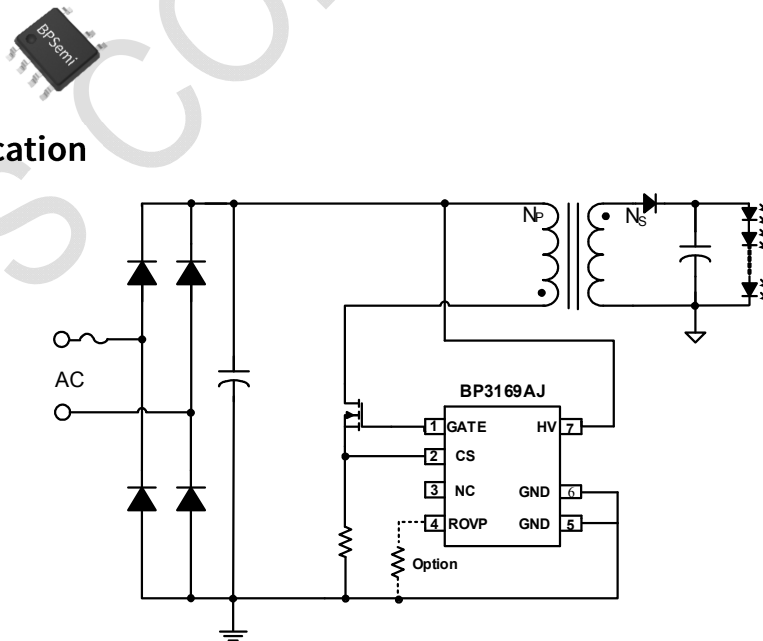 BPSemi
S CO
cation
Np
Ns
AC
BP3169AJ
1 GATE
HV 7
2 CS
3 NC
GND 6
4 ROVP
GND 5
Option